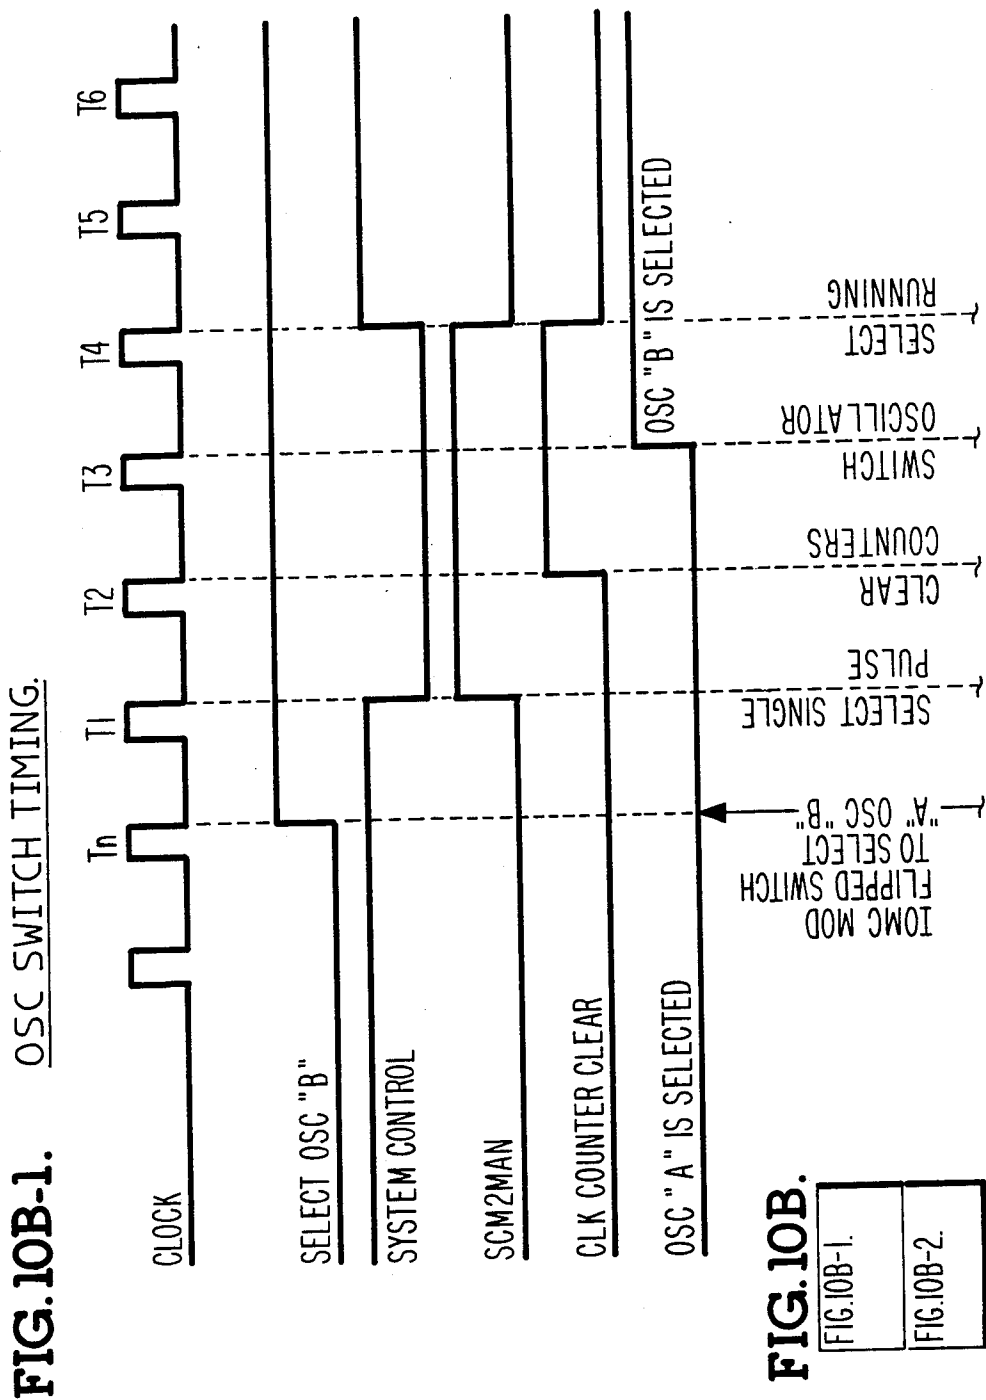 FIG.10B-1.
OSC SWITCH TIMING.
Tn
T1
T2
T3
T4
T5
T6
CLOCK
SELECT OSC "B"
SYSTEM CONTROL
SCM2MAN
CLK COUNTER CLEAR
OSC "A" IS SELECTED
OSC "B" IS SELECTED
IOMC MOD
FLIPPED SWITCH
TO SELECT
"A" OSC "B"
SELECT SINGLE
PULSE
CLEAR
COUNTERS
SWITCH
OSCILLATOR
SELECT
RUNNING
FIG.10B.
FIG.10B-1.
FIG.10B-2.